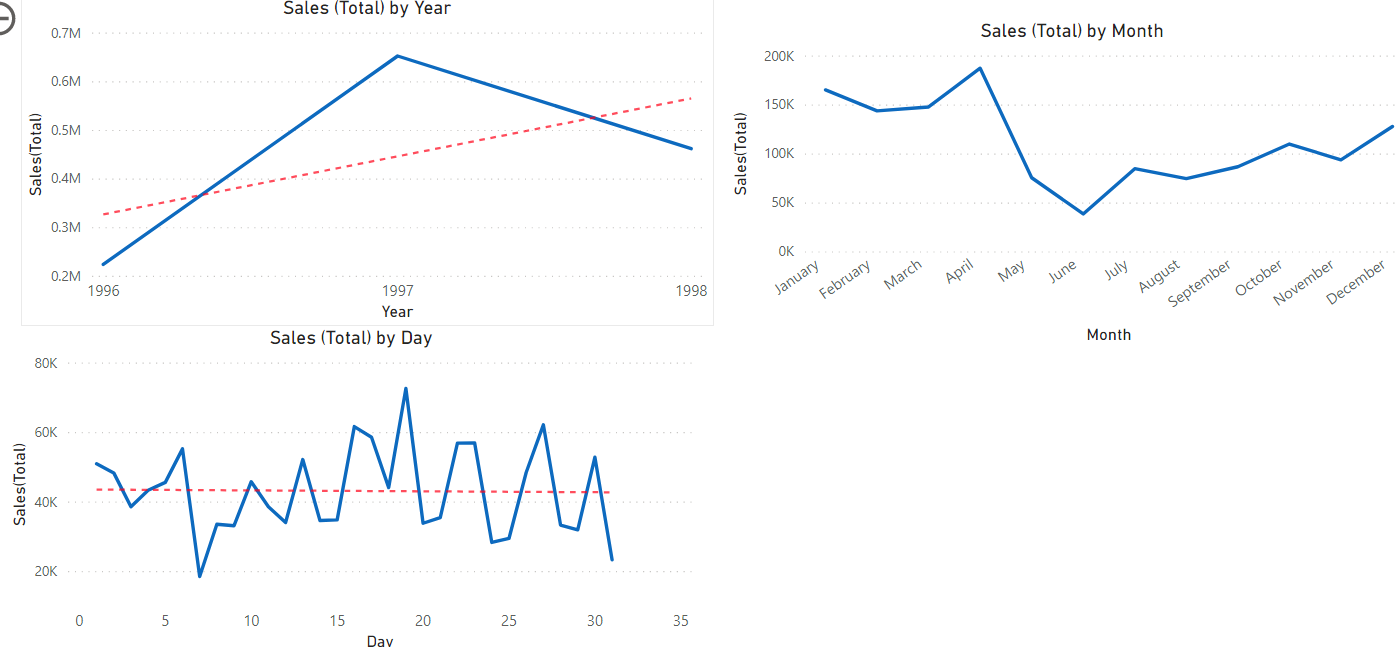 Sales (Total) by Year
0.7M
0.6M
0.5M
0.4M
0.3M
0.2M
Sales(Total)
1996 1997 1998
Year
Sales (Total) by Month
200K
150K
100K
50K
0K
Sales(Total)
January February March April May June July August September October November December
Month
Sales (Total) by Day
80K
60K
40K
20K
Sales(Total)
0 5 10 15 20 25 30 35
Day